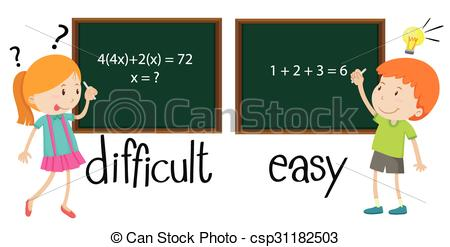 ? ?
4(4x)+2(x) = 72
x = ?
1 + 2 + 3 = 6
difficult
easy
© Can Stock Photo - csp31182503